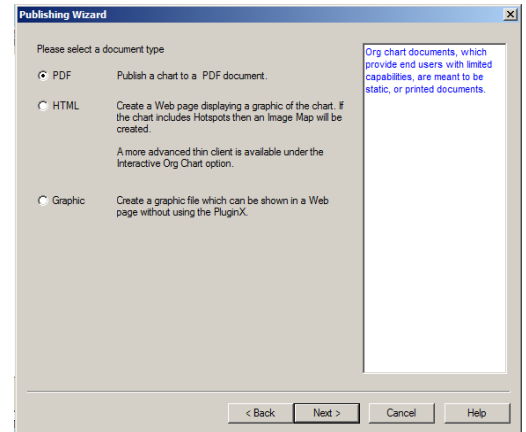 Publishing Wizard
Please select a document type
PDF
Publish a chart to a PDF document.
HTML
Create a Web page displaying a graphic of the chart. If
the chart includes Hotspots then an Image Map will be
created.
A more advanced thin client is available under the
Interactive Org Chart option.
Graphic
Create a graphic file which can be shown in a Web
page without using the PluginX.
Org chart documents, which
provide end users with limited
capabilities, are meant to be
static, or printed documents.
< Back
Next >
Cancel
Help